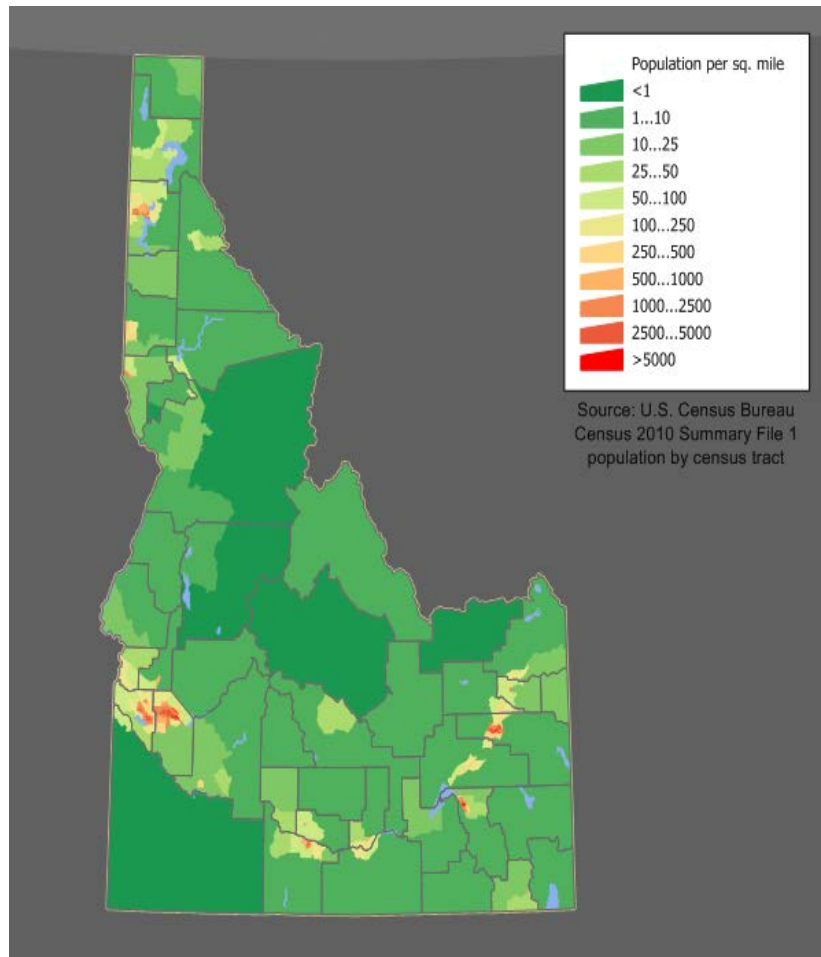 Population per sq. mile
<1
1...10
10...25
25...50
50...100
100...250
250...500
500...1000
1000...2500
2500...5000
>5000
Source: U.S. Census Bureau
Census 2010 Summary File 1
population by census tract